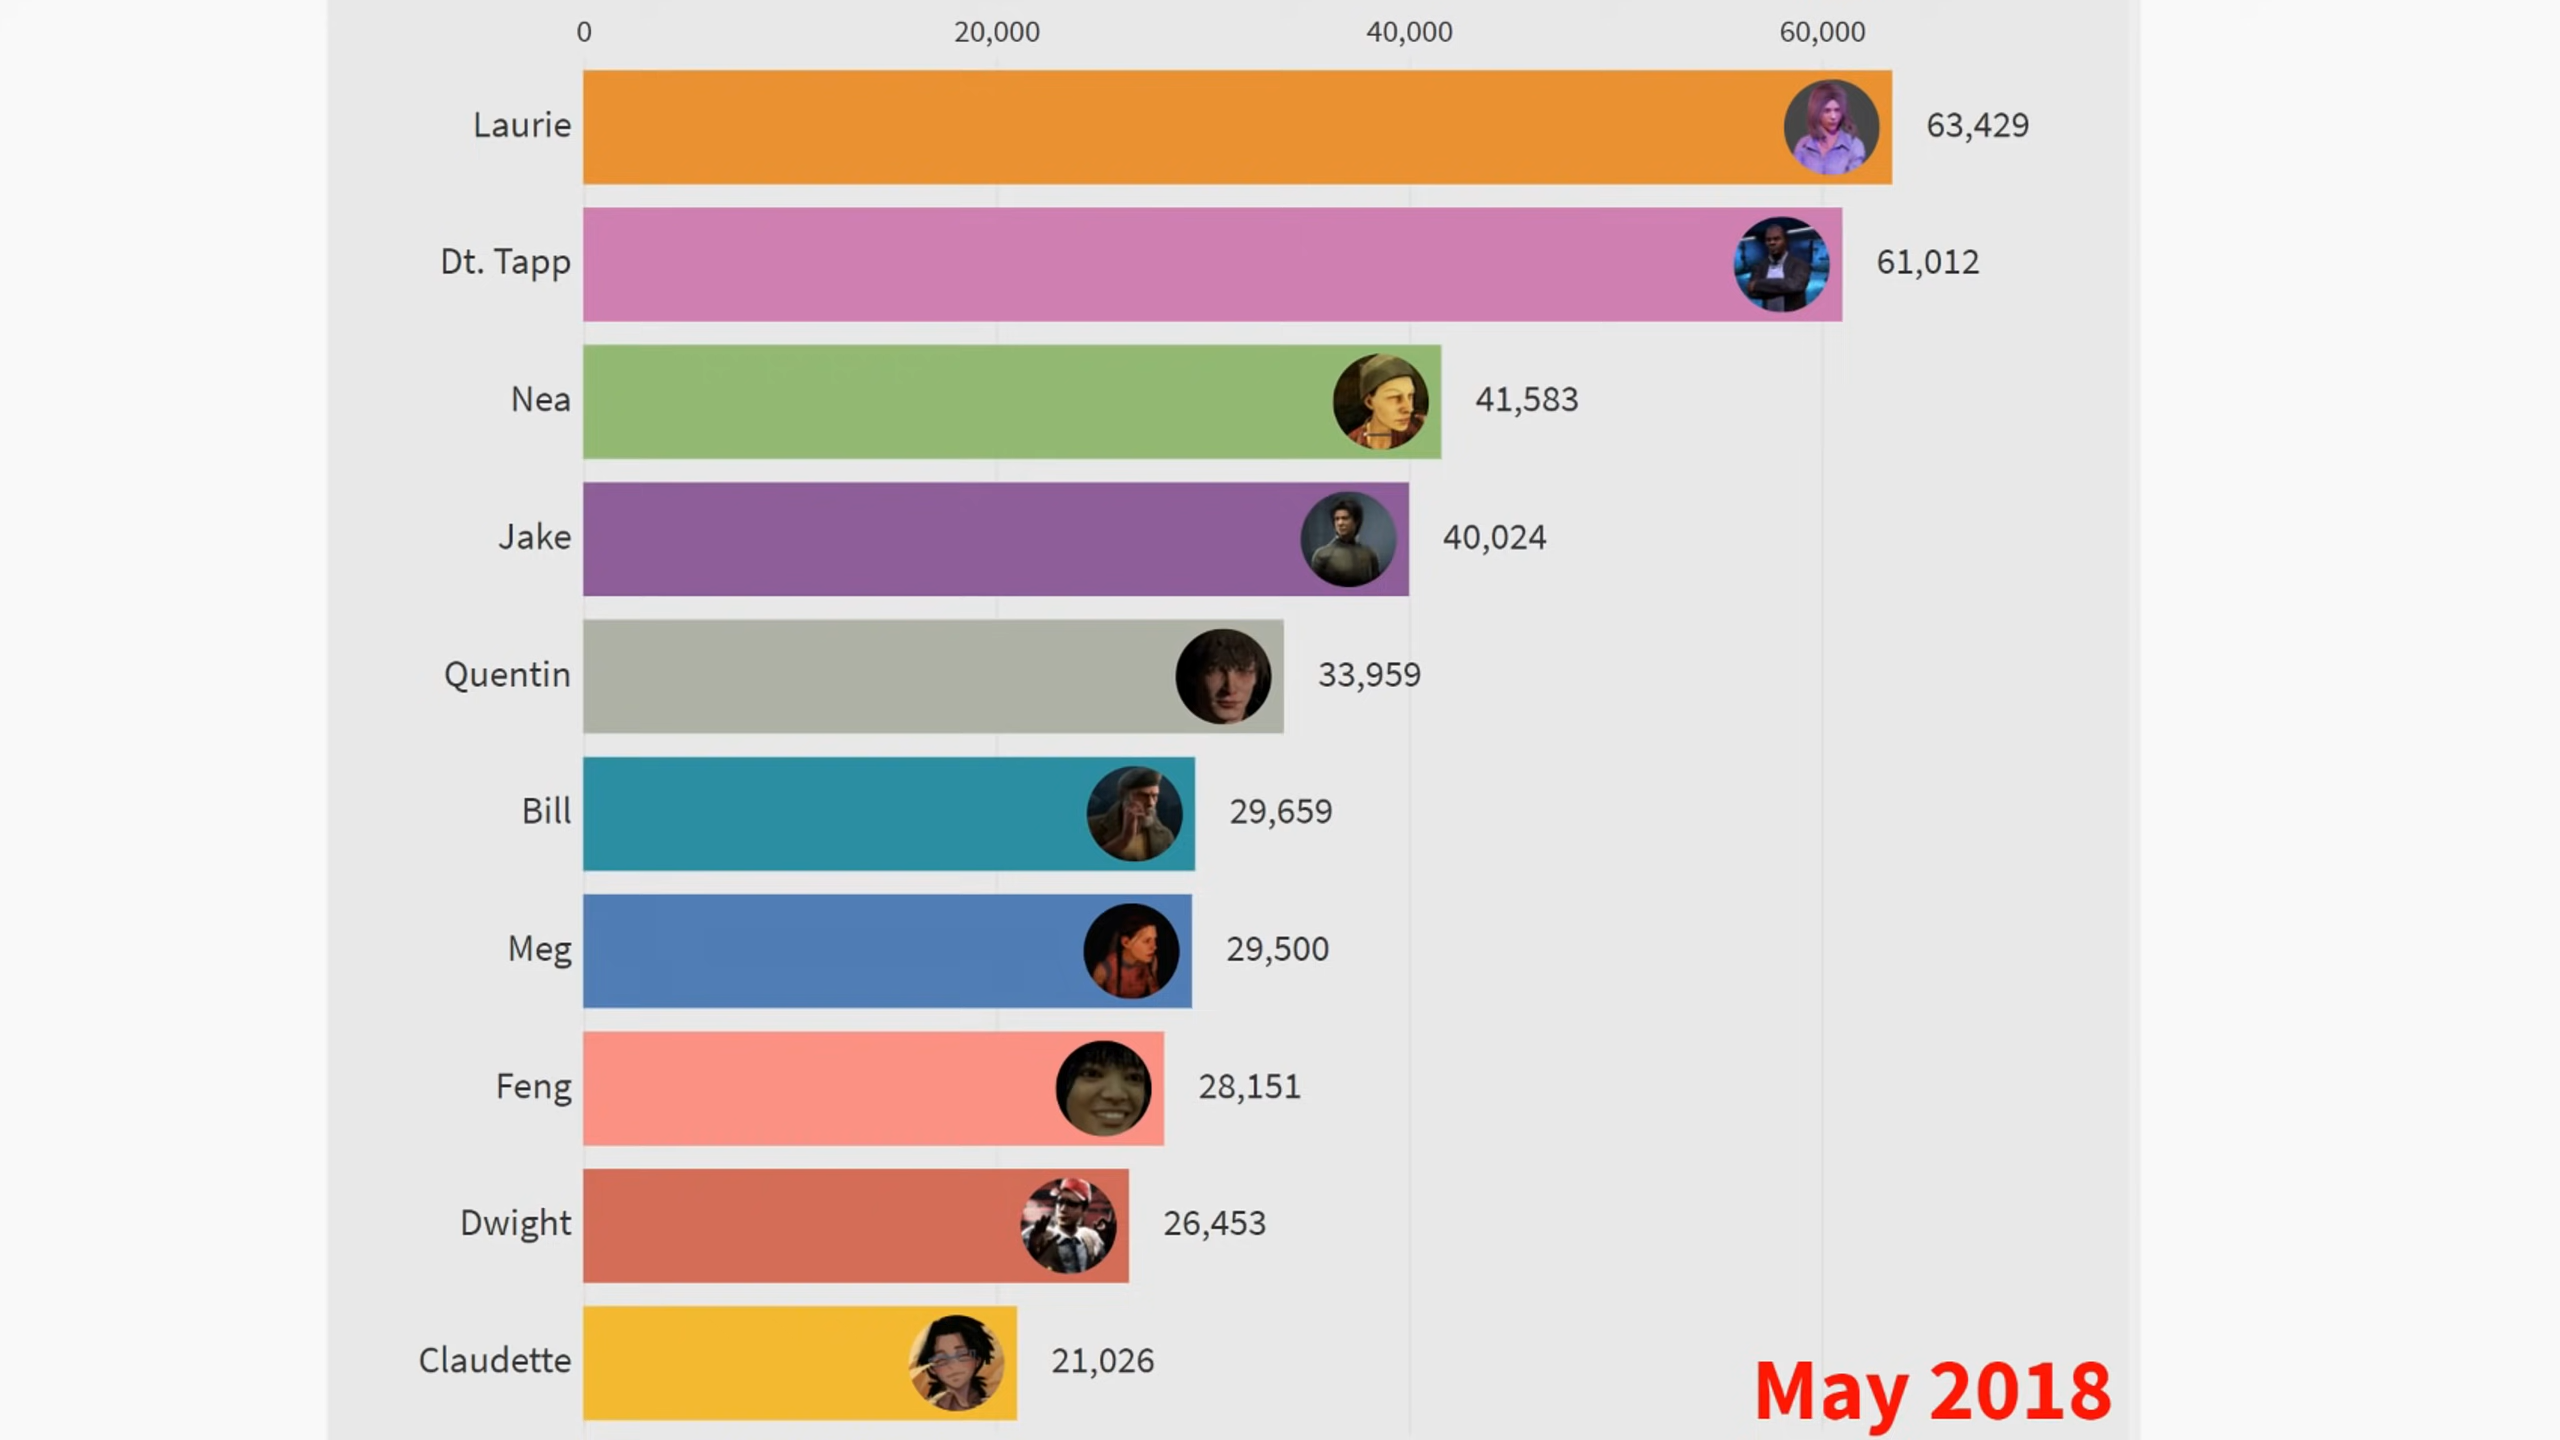 0 20,000 40,000 60,000
Laurie 63,429
Dt. Tapp 61,012
Nea 41,583
Jake 40,024
Quentin 33,959
Bill 29,659
Meg 29,500
Feng 28,151
Dwight 26,453
Claudette 21,026
May 2018